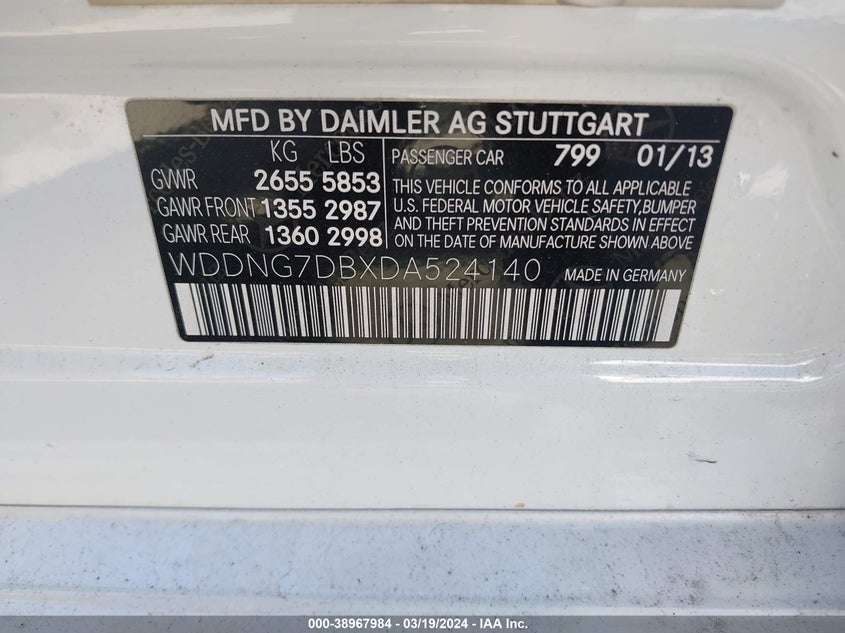 MFD BY DAIMLER AG STUTTGART
KG LBS
GVWR 2655 5853
GAWR FRONT 1355 2987
GAWR REAR 1360 2998
PASSENGER CAR 799 01/13
THIS VEHICLE CONFORMS TO ALL APPLICABLE
U.S. FEDERAL MOTOR VEHICLE SAFETY,BUMPER
AND THEFT PREVENTION STANDARDS IN EFFECT
ON THE DATE OF MANUFACTURE SHOWN ABOVE
WDDNG7DBXDA524140 MADE IN GERMANY
000-38967984 - 03/19/2024 - IAA Inc.